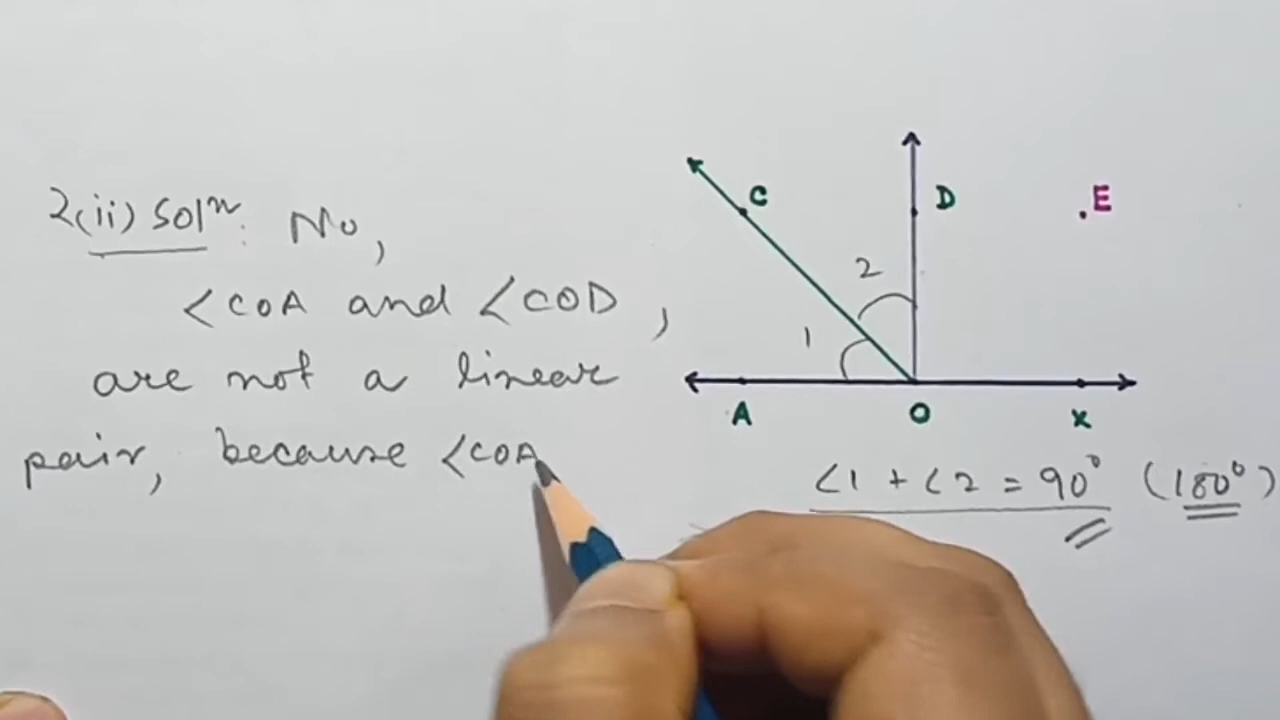 2(ii) Solⁿ: No,
<COA and <COD,
are not a linear
pair, because <COA
C
D
E
2
1
A
O
X
<1 + <2 = 90° (180°)